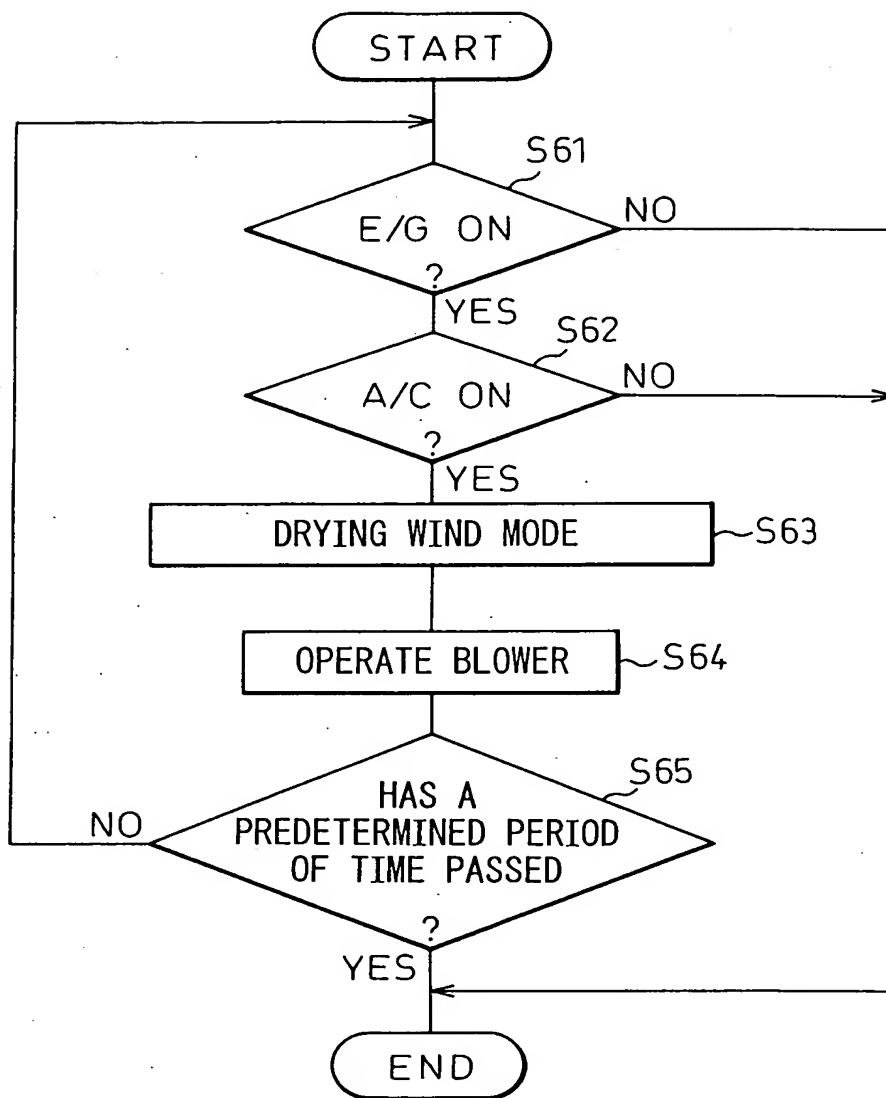 START
S61
E/G ON
?
NO
YES
S62
A/C ON
?
NO
YES
DRYING WIND MODE
S63
OPERATE BLOWER
S64
S65
HAS A
PREDETERMINED PERIOD
OF TIME PASSED
?
NO
YES
END